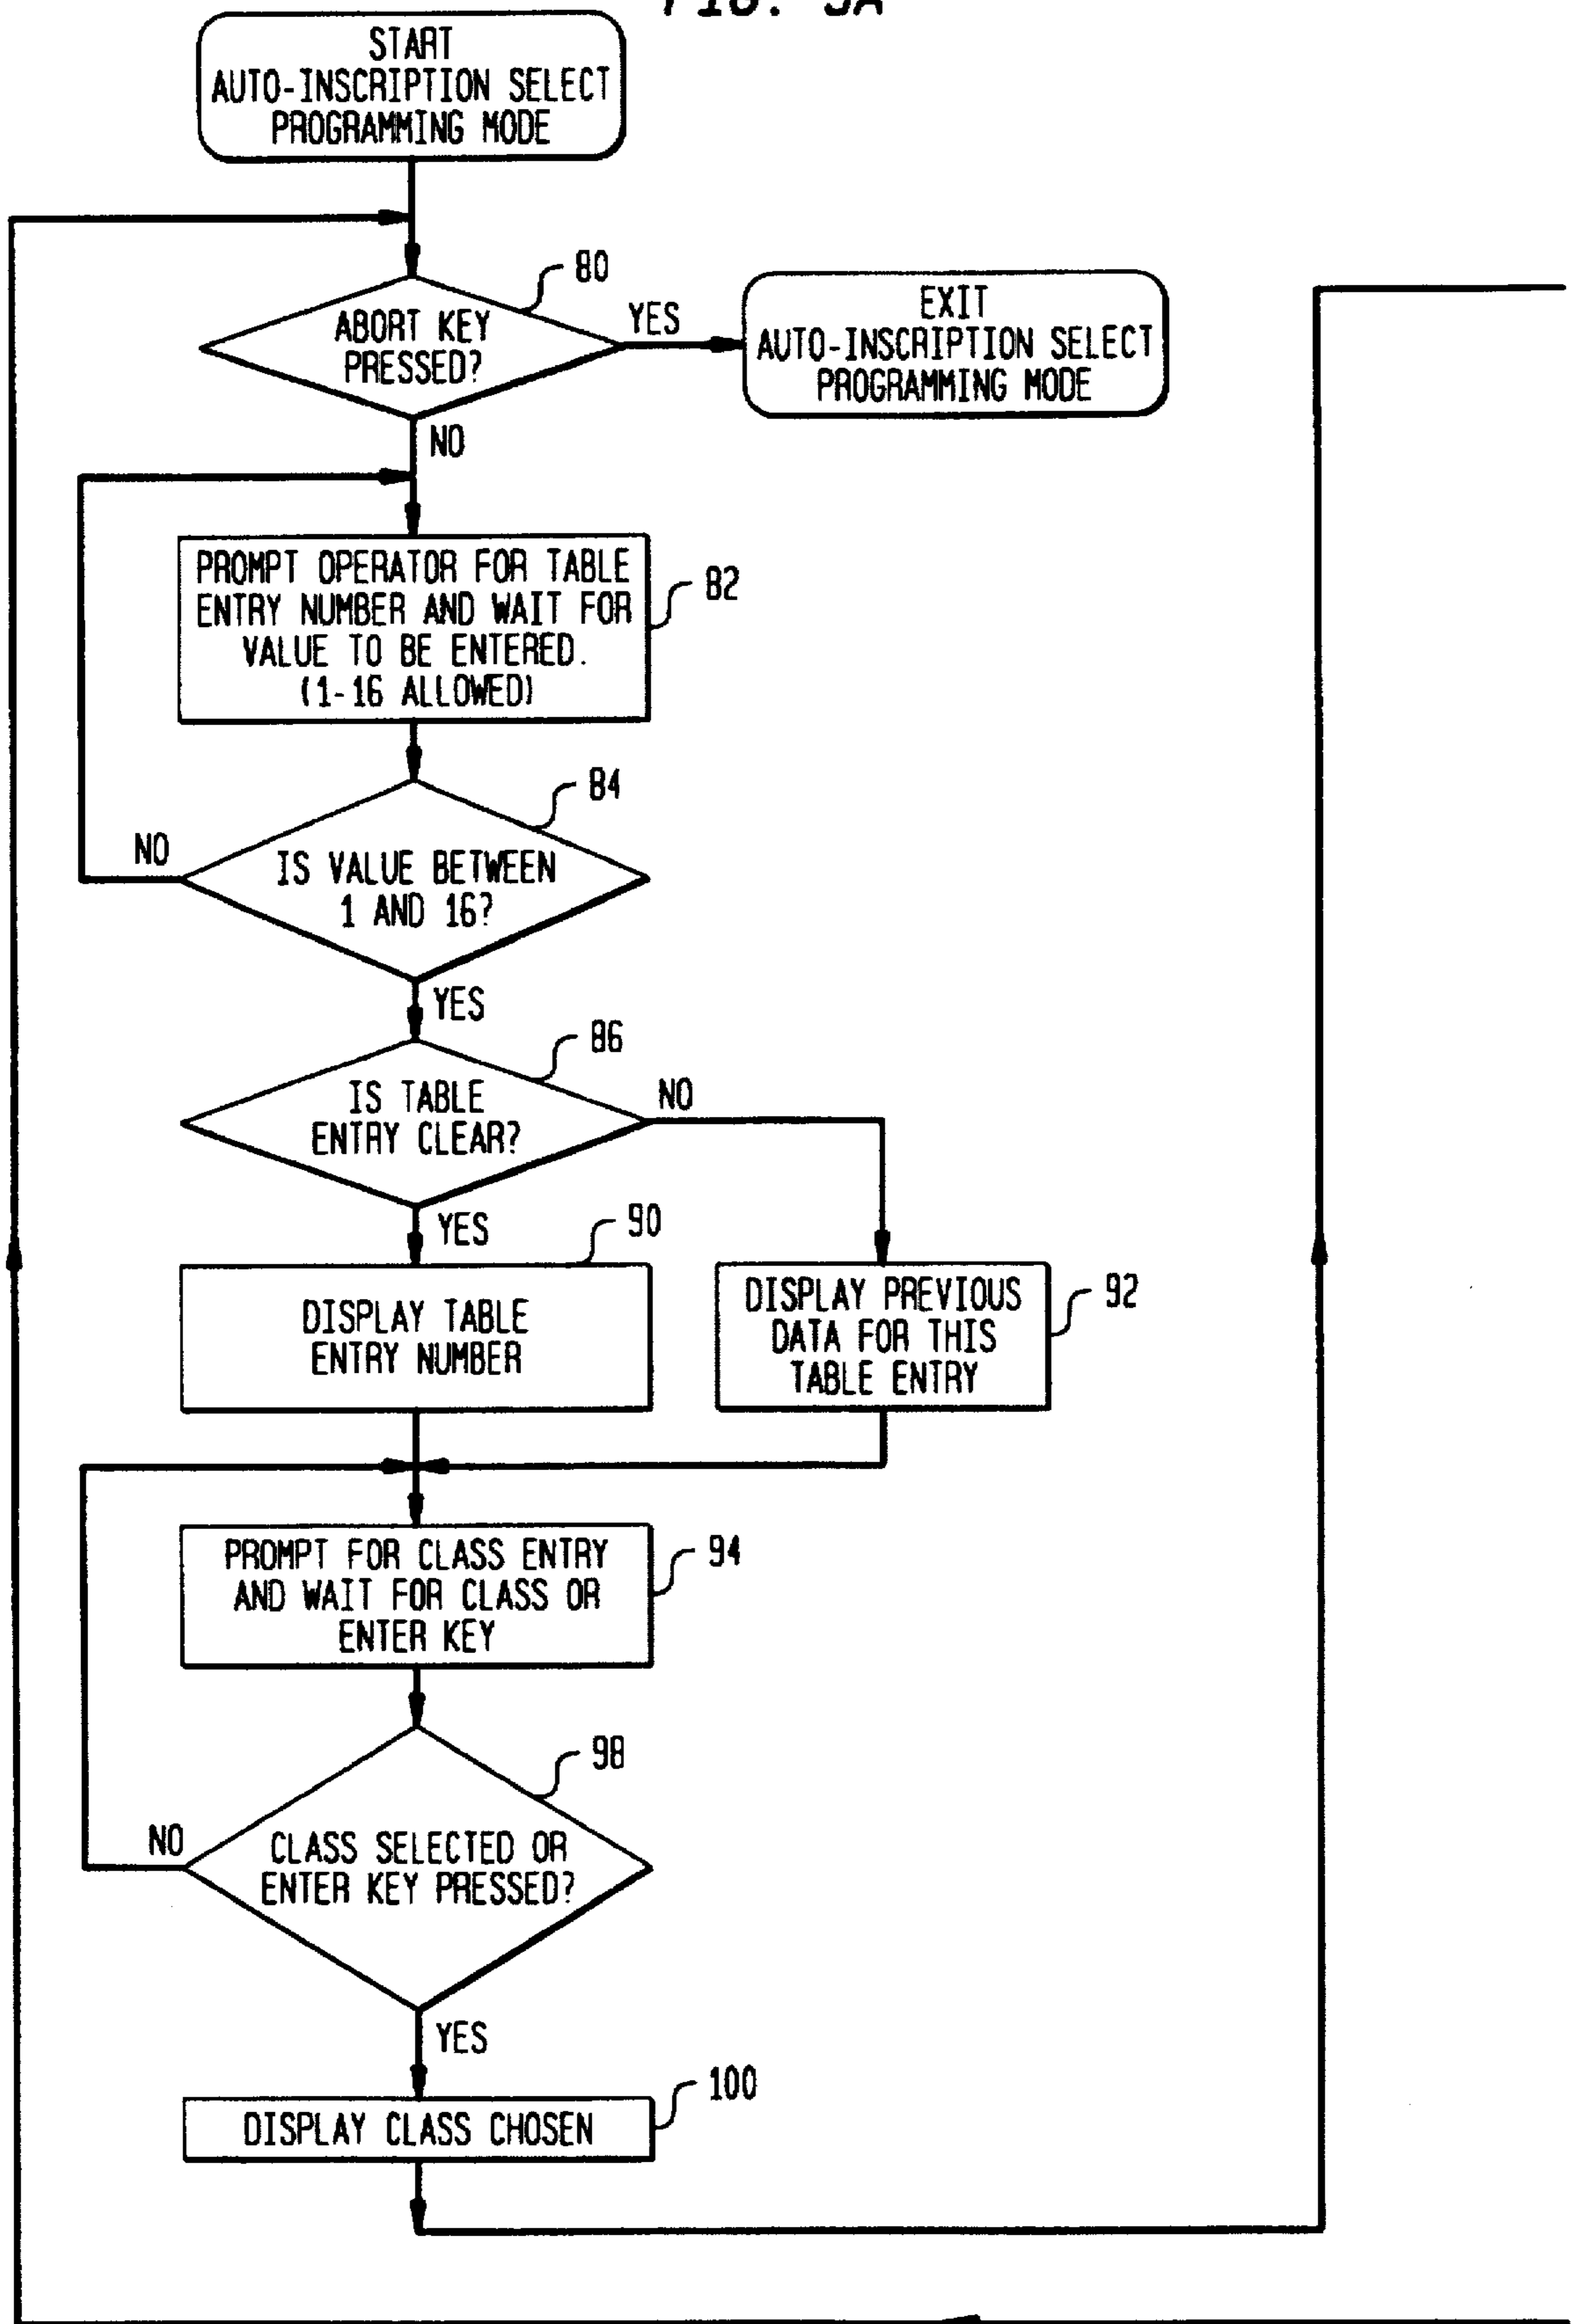 START
AUTO-INSCRIPTION SELECT
PROGRAMMING MODE
80
ABORT KEY
PRESSED?
YES
EXIT
AUTO-INSCRIPTION SELECT
PROGRAMMING MODE
NO
PROMPT OPERATOR FOR TABLE
ENTRY NUMBER AND WAIT FOR
VALUE TO BE ENTERED.
(1-16 ALLOWED)
82
84
NO
IS VALUE BETWEEN
1 AND 16?
YES
86
IS TABLE
ENTRY CLEAR?
NO
YES
90
DISPLAY TABLE
ENTRY NUMBER
DISPLAY PREVIOUS
DATA FOR THIS
TABLE ENTRY
92
PROMPT FOR CLASS ENTRY
AND WAIT FOR CLASS OR
ENTER KEY
94
98
NO
CLASS SELECTED OR
ENTER KEY PRESSED?
YES
100
DISPLAY CLASS CHOSEN